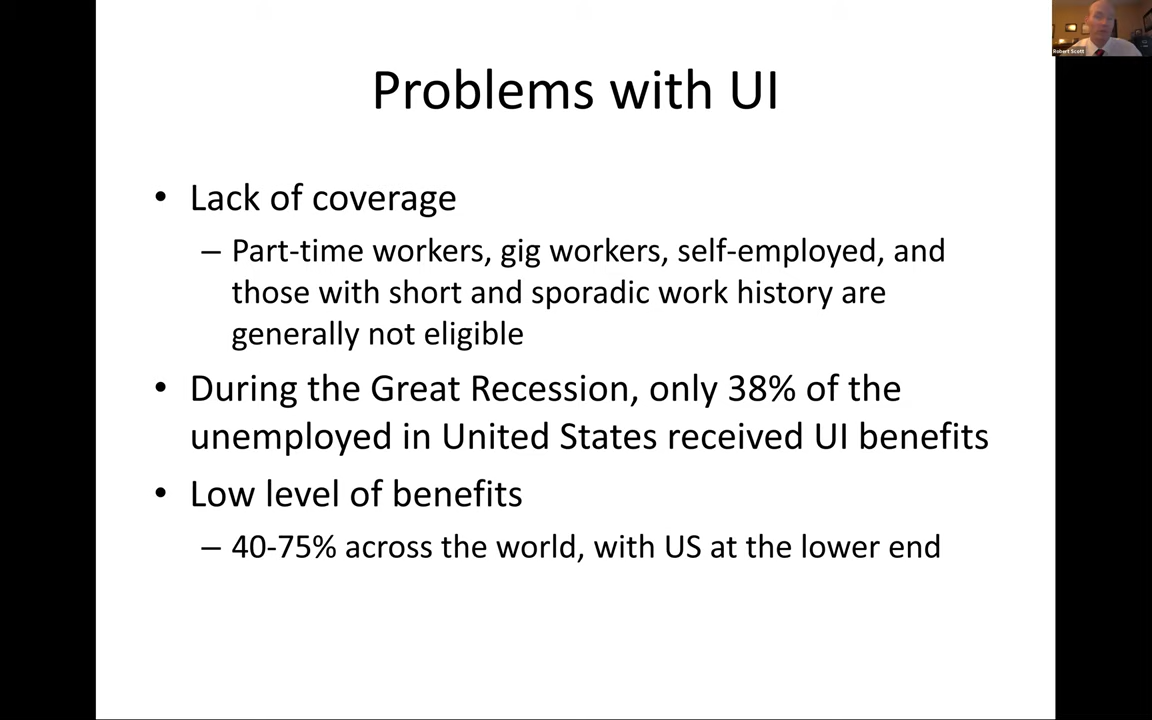 Robert Scott
Problems with UI
• Lack of coverage
– Part-time workers, gig workers, self-employed, and
those with short and sporadic work history are
generally not eligible
• During the Great Recession, only 38% of the
unemployed in United States received UI benefits
• Low level of benefits
– 40-75% across the world, with US at the lower end